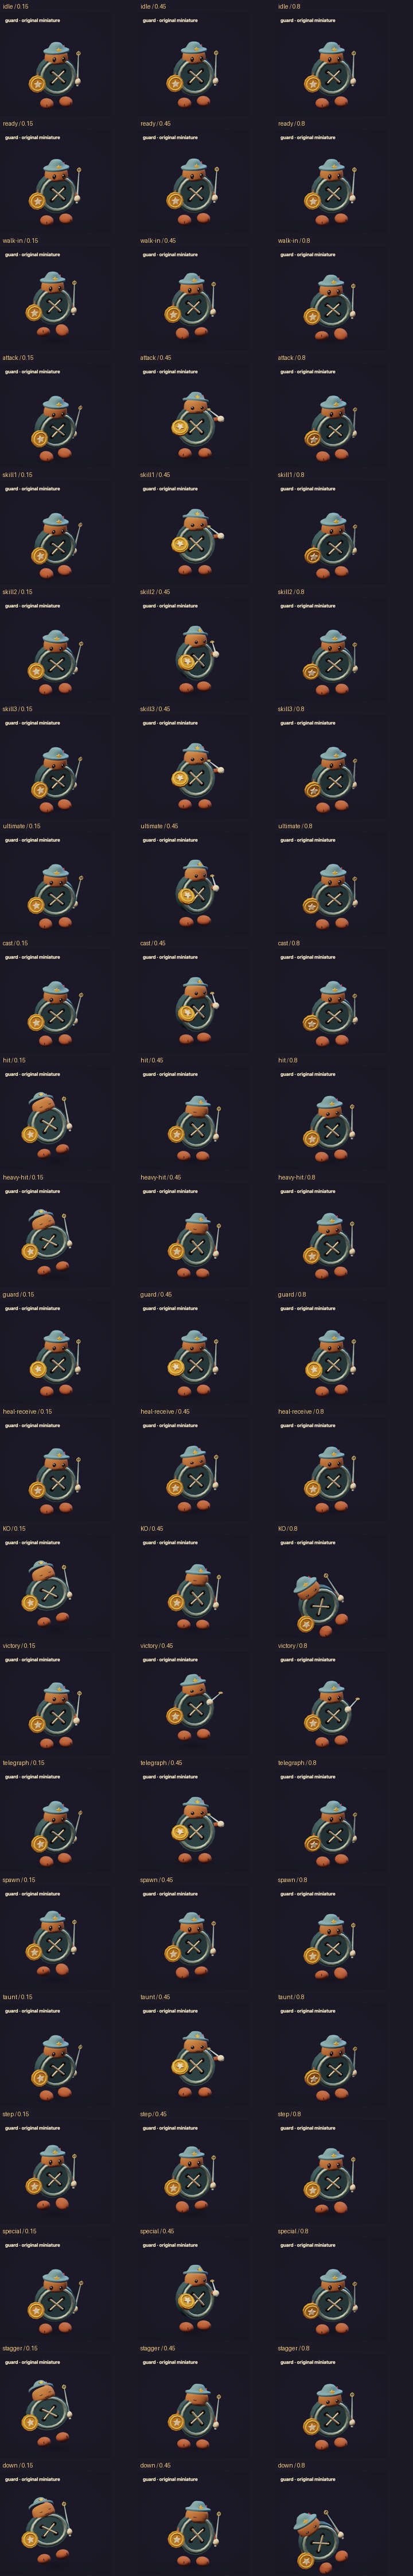 idle / 0.15 idle / 0.45 idle / 0.8
guard - original miniature guard - original miniature guard - original miniature
ready / 0.15 ready / 0.45 ready / 0.8
guard - original miniature guard - original miniature guard - original miniature
walk-in / 0.15 walk-in / 0.45 walk-in / 0.8
guard - original miniature guard - original miniature guard - original miniature
attack / 0.15 attack / 0.45 attack / 0.8
guard - original miniature guard - original miniature guard - original miniature
skill1 / 0.15 skill1 / 0.45 skill1 / 0.8
guard - original miniature guard - original miniature guard - original miniature
skill2 / 0.15 skill2 / 0.45 skill2 / 0.8
guard - original miniature guard - original miniature guard - original miniature
skill3 / 0.15 skill3 / 0.45 skill3 / 0.8
guard - original miniature guard - original miniature guard - original miniature
ultimate / 0.15 ultimate / 0.45 ultimate / 0.8
guard - original miniature guard - original miniature guard - original miniature
cast / 0.15 cast / 0.45 cast / 0.8
guard - original miniature guard - original miniature guard - original miniature
hit / 0.15 hit / 0.45 hit / 0.8
guard - original miniature guard - original miniature guard - original miniature
heavy-hit / 0.15 heavy-hit / 0.45 heavy-hit / 0.8
guard - original miniature guard - original miniature guard - original miniature
guard / 0.15 guard / 0.45 guard / 0.8
guard - original miniature guard - original miniature guard - original miniature
heal-receive / 0.15 heal-receive / 0.45 heal-receive / 0.8
guard - original miniature guard - original miniature guard - original miniature
KO / 0.15 KO / 0.45 KO / 0.8
guard - original miniature guard - original miniature guard - original miniature
victory / 0.15 victory / 0.45 victory / 0.8
guard - original miniature guard - original miniature guard - original miniature
telegraph / 0.15 telegraph / 0.45 telegraph / 0.8
guard - original miniature guard - original miniature guard - original miniature
spawn / 0.15 spawn / 0.45 spawn / 0.8
guard - original miniature guard - original miniature guard - original miniature
taunt / 0.15 taunt / 0.45 taunt / 0.8
guard - original miniature guard - original miniature guard - original miniature
step / 0.15 step / 0.45 step / 0.8
guard - original miniature guard - original miniature guard - original miniature
special / 0.15 special / 0.45 special / 0.8
guard - original miniature guard - original miniature guard - original miniature
stagger / 0.15 stagger / 0.45 stagger / 0.8
guard - original miniature guard - original miniature guard - original miniature
down / 0.15 down / 0.45 down / 0.8
guard - original miniature guard - original miniature guard - original miniature